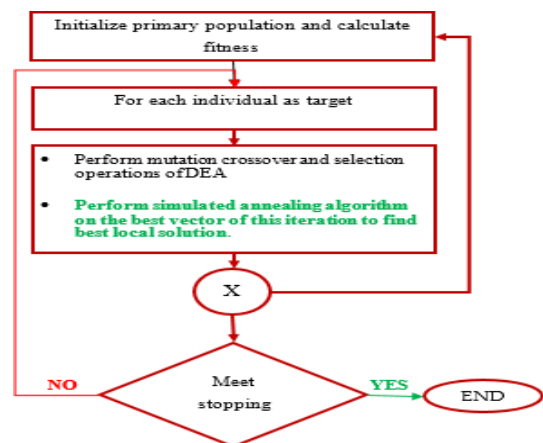 Initialize primary population and calculate
fitness
For each individual as target
• Perform mutation crossover and selection
operations of DEA
• Perform simulated annealing algorithm
on the best vector of this iteration to find
best local solution.
X
NO
Meet
stopping
YES
END